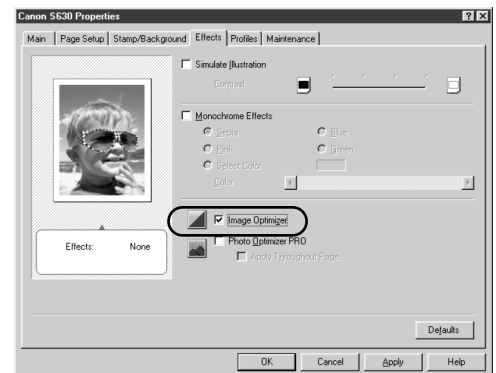 Canon S630 Properties
Main Page Setup Stamp/Background Effects Profiles Maintenance
Simulate Illustration
Contrast
Monochrome Effects
Sepia Blue
Pink Green
Select Color
Color
Image Optimizer
Photo Optimizer PRO
Apply Throughout Page
Effects: None
Defaults
OK Cancel Apply Help